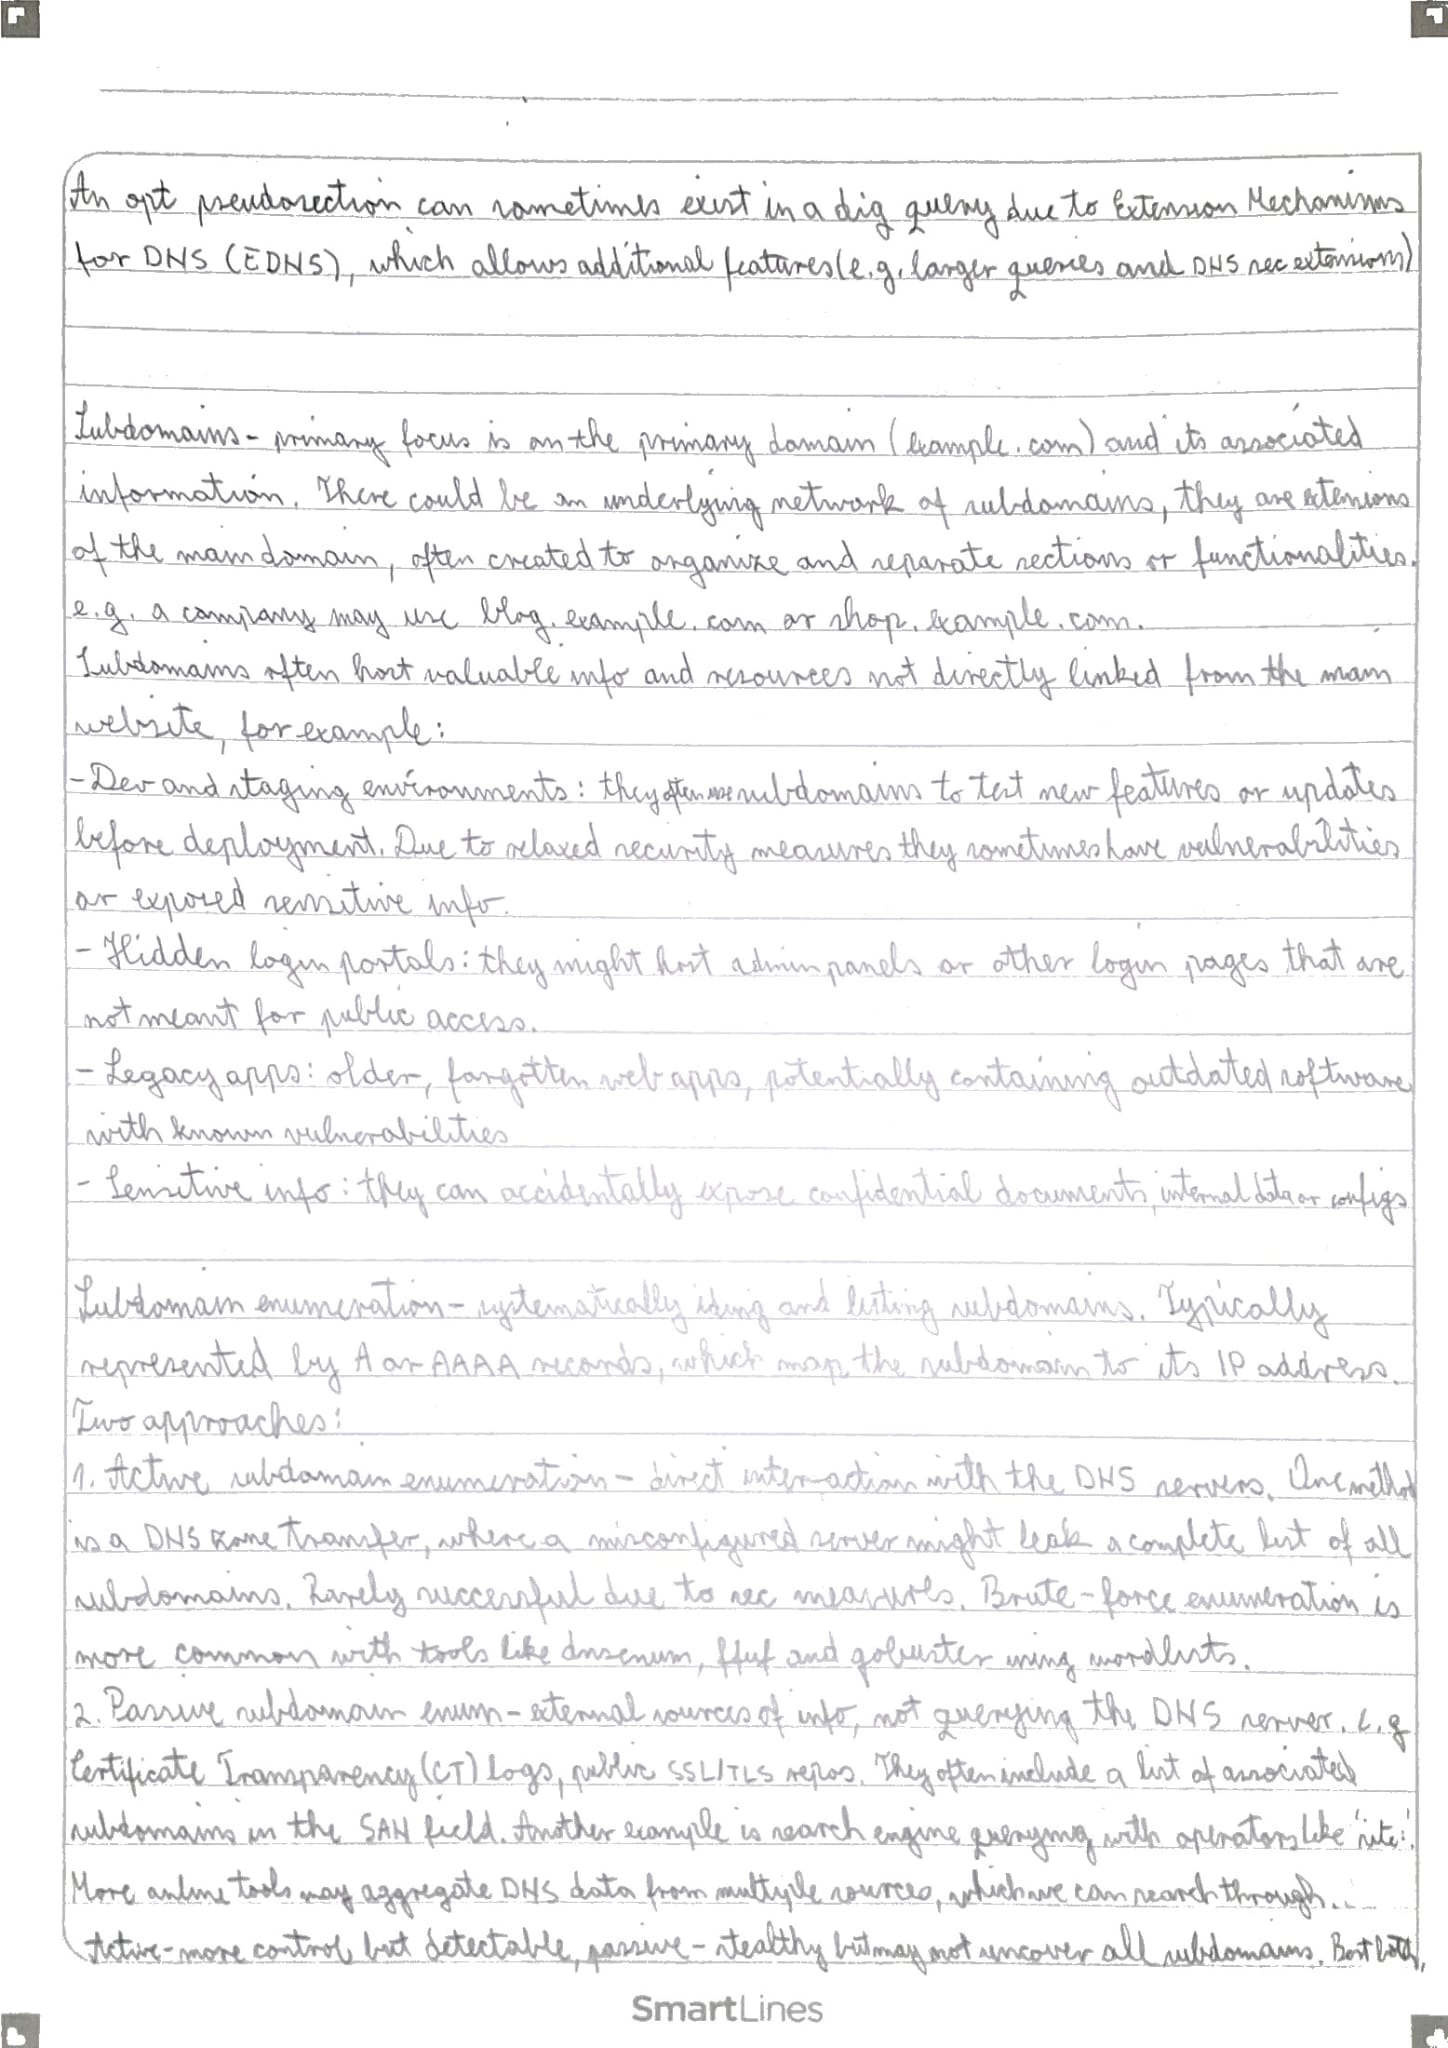 An opt pseudosection can sometimes exist in a dig query due to Extension Mechanisms
for DNS (EDNS), which allows additional features (e.g. larger queries and DNS sec extensions)
Subdomains - primary focus is on the primary domain (example.com) and its associated
information. There could be an underlying network of subdomains, they are extensions
of the main domain, often created to organize and separate sections or functionalities.
e.g. a company may use blog.example.com or shop.example.com.
Subdomains often host valuable info and resources not directly linked from the main
website, for example:
- Dev and staging environments: they often use subdomains to test new features or updates
before deployment. Due to relaxed security measures they sometimes have vulnerabilities
or exposed sensitive info.
- Hidden login portals: they might host admin panels or other login pages that are
not meant for public access.
- Legacy apps: older, forgotten web apps, potentially containing outdated software
with known vulnerabilities
- Sensitive info: they can accidentally expose confidential documents, internal data or configs
Subdomain enumeration - systematically iding and listing subdomains. Typically
represented by A or AAAA records, which map the subdomain to its IP address.
Two approaches:
1. Active subdomain enumeration - direct interaction with the DNS servers. One method
is a DNS zone transfer, where a misconfigured server might leak a complete list of all
subdomains. Rarely successful due to sec measures. Brute-force enumeration is
more common with tools like dnsenum, ffuf and gobuster using wordlists.
2. Passive subdomain enum - external sources of info, not querying the DNS server. e.g
Certificate Transparency (CT) logs, public SSL/TLS repos. They often include a list of associated
subdomains in the SAN field. Another example is search engine querying with operators like 'site:'.
More online tools may aggregate DNS data from multiple sources, which we can search through...
Active - more control but detectable, passive - stealthy but may not uncover all subdomains. Best both.
SmartLines